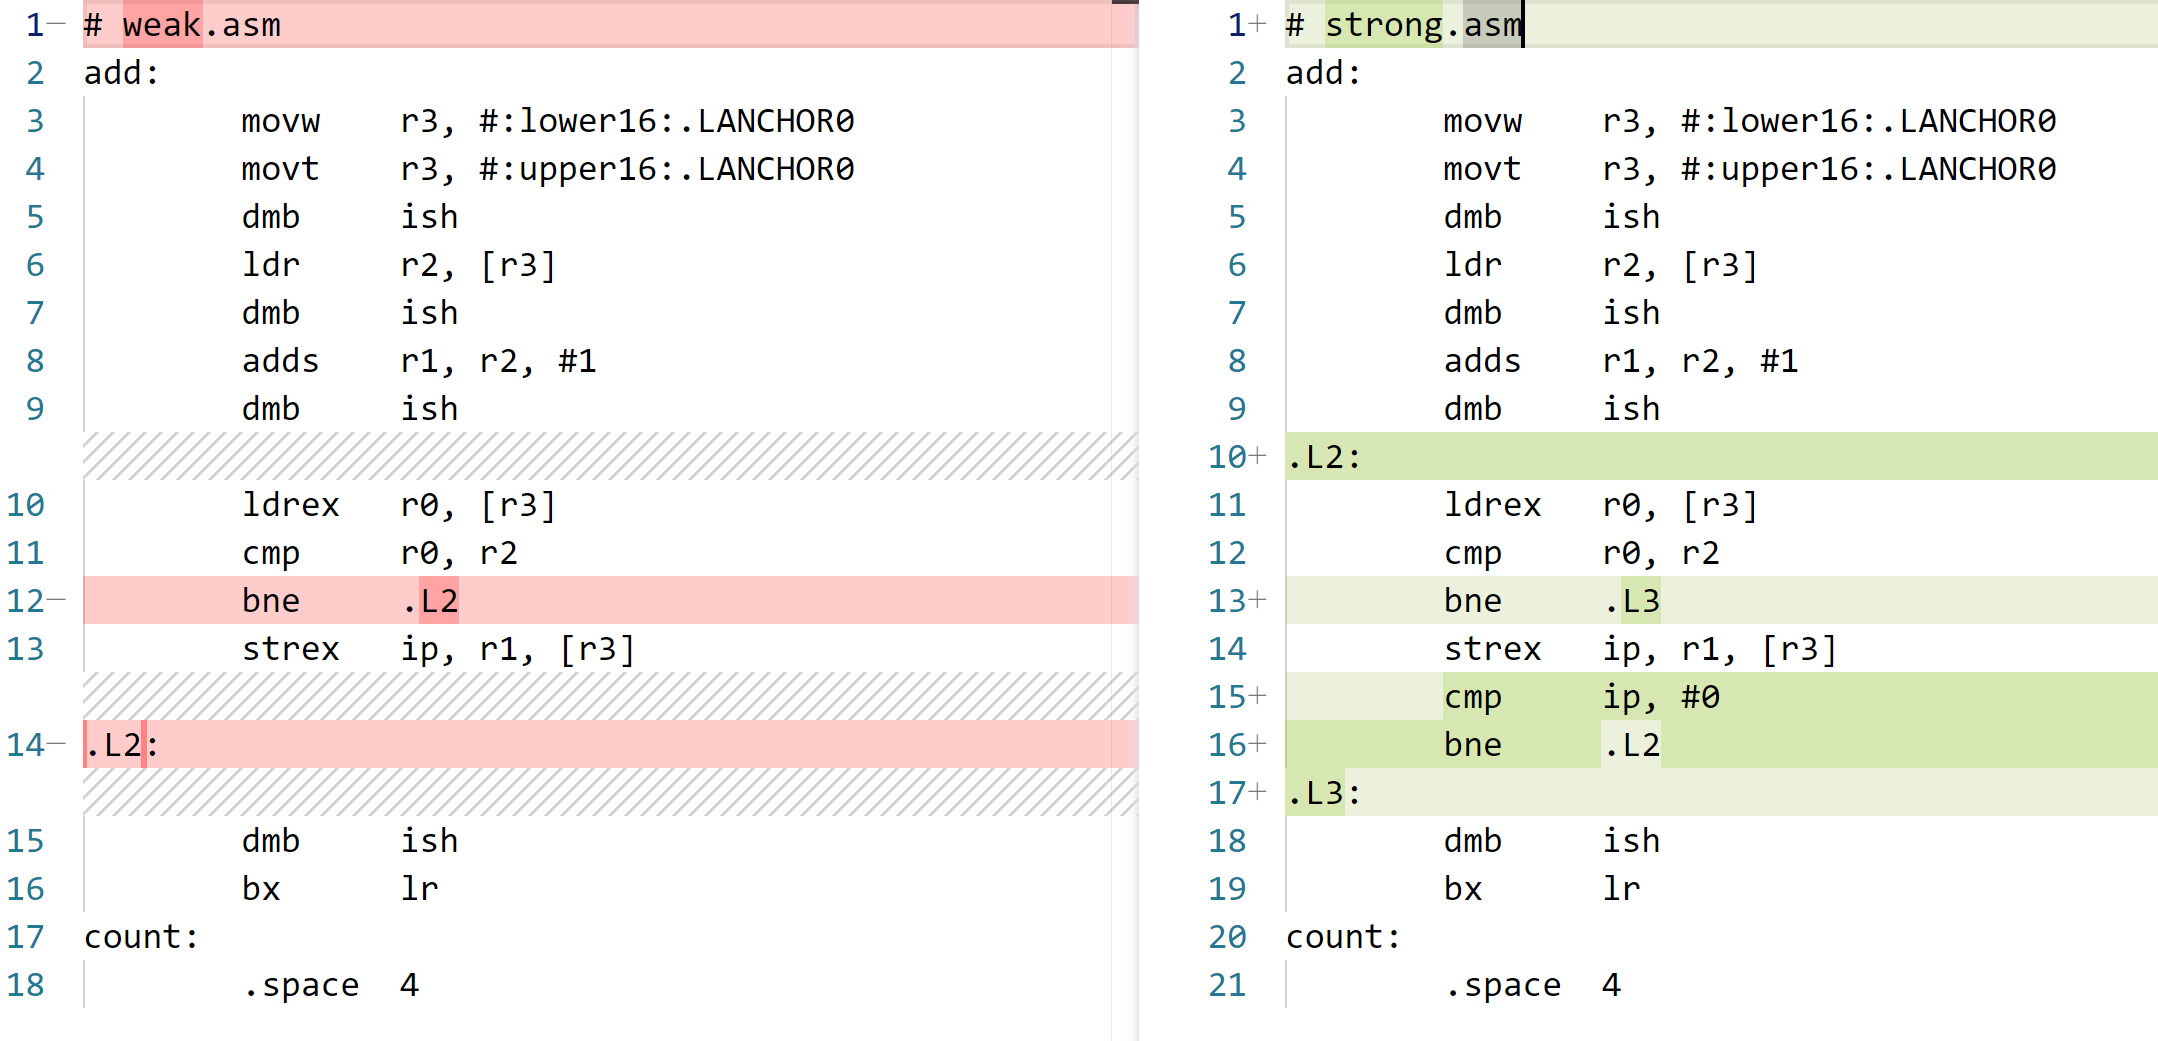 1− # weak.asm
2 add:
3 movw r3, #:lower16:.LANCHOR0
4 movt r3, #:upper16:.LANCHOR0
5 dmb ish
6 ldr r2, [r3]
7 dmb ish
8 adds r1, r2, #1
9 dmb ish
10 ldrex r0, [r3]
11 cmp r0, r2
12− bne .L2
13 strex ip, r1, [r3]
14− .L2:
15 dmb ish
16 bx lr
17 count:
18 .space 4
1+ # strong.asm
2 add:
3 movw r3, #:lower16:.LANCHOR0
4 movt r3, #:upper16:.LANCHOR0
5 dmb ish
6 ldr r2, [r3]
7 dmb ish
8 adds r1, r2, #1
9 dmb ish
10+ .L2:
11 ldrex r0, [r3]
12 cmp r0, r2
13+ bne .L3
14 strex ip, r1, [r3]
15+ cmp ip, #0
16+ bne .L2
17+ .L3:
18 dmb ish
19 bx lr
20 count:
21 .space 4